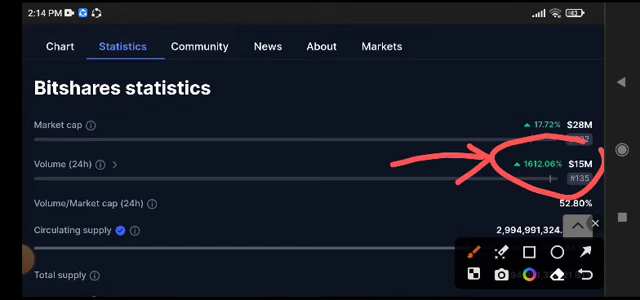 2:14 PM
Chart Statistics Community News About Markets
Bitshares statistics
Market cap 17.72% $28M
Volume (24h) 1612.06% $15M
#135
Volume/Market cap (24h) 52.80%
Circulating supply 2,994,991,324.
Total supply